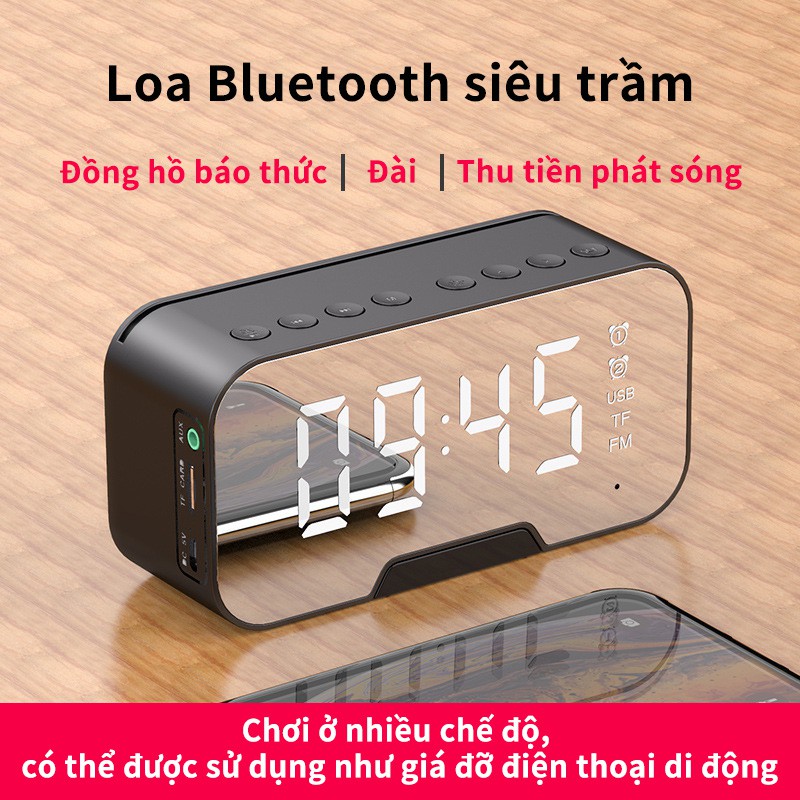 Loa Bluetooth siêu trầm
Đồng hồ báo thức | Đài | Thu tiền phát sóng
09:45
1
2
USB
TF
FM
AUX
TF CARD
DC 5V
Chơi ở nhiều chế độ,
có thể được sử dụng như giá đỡ điện thoại di động